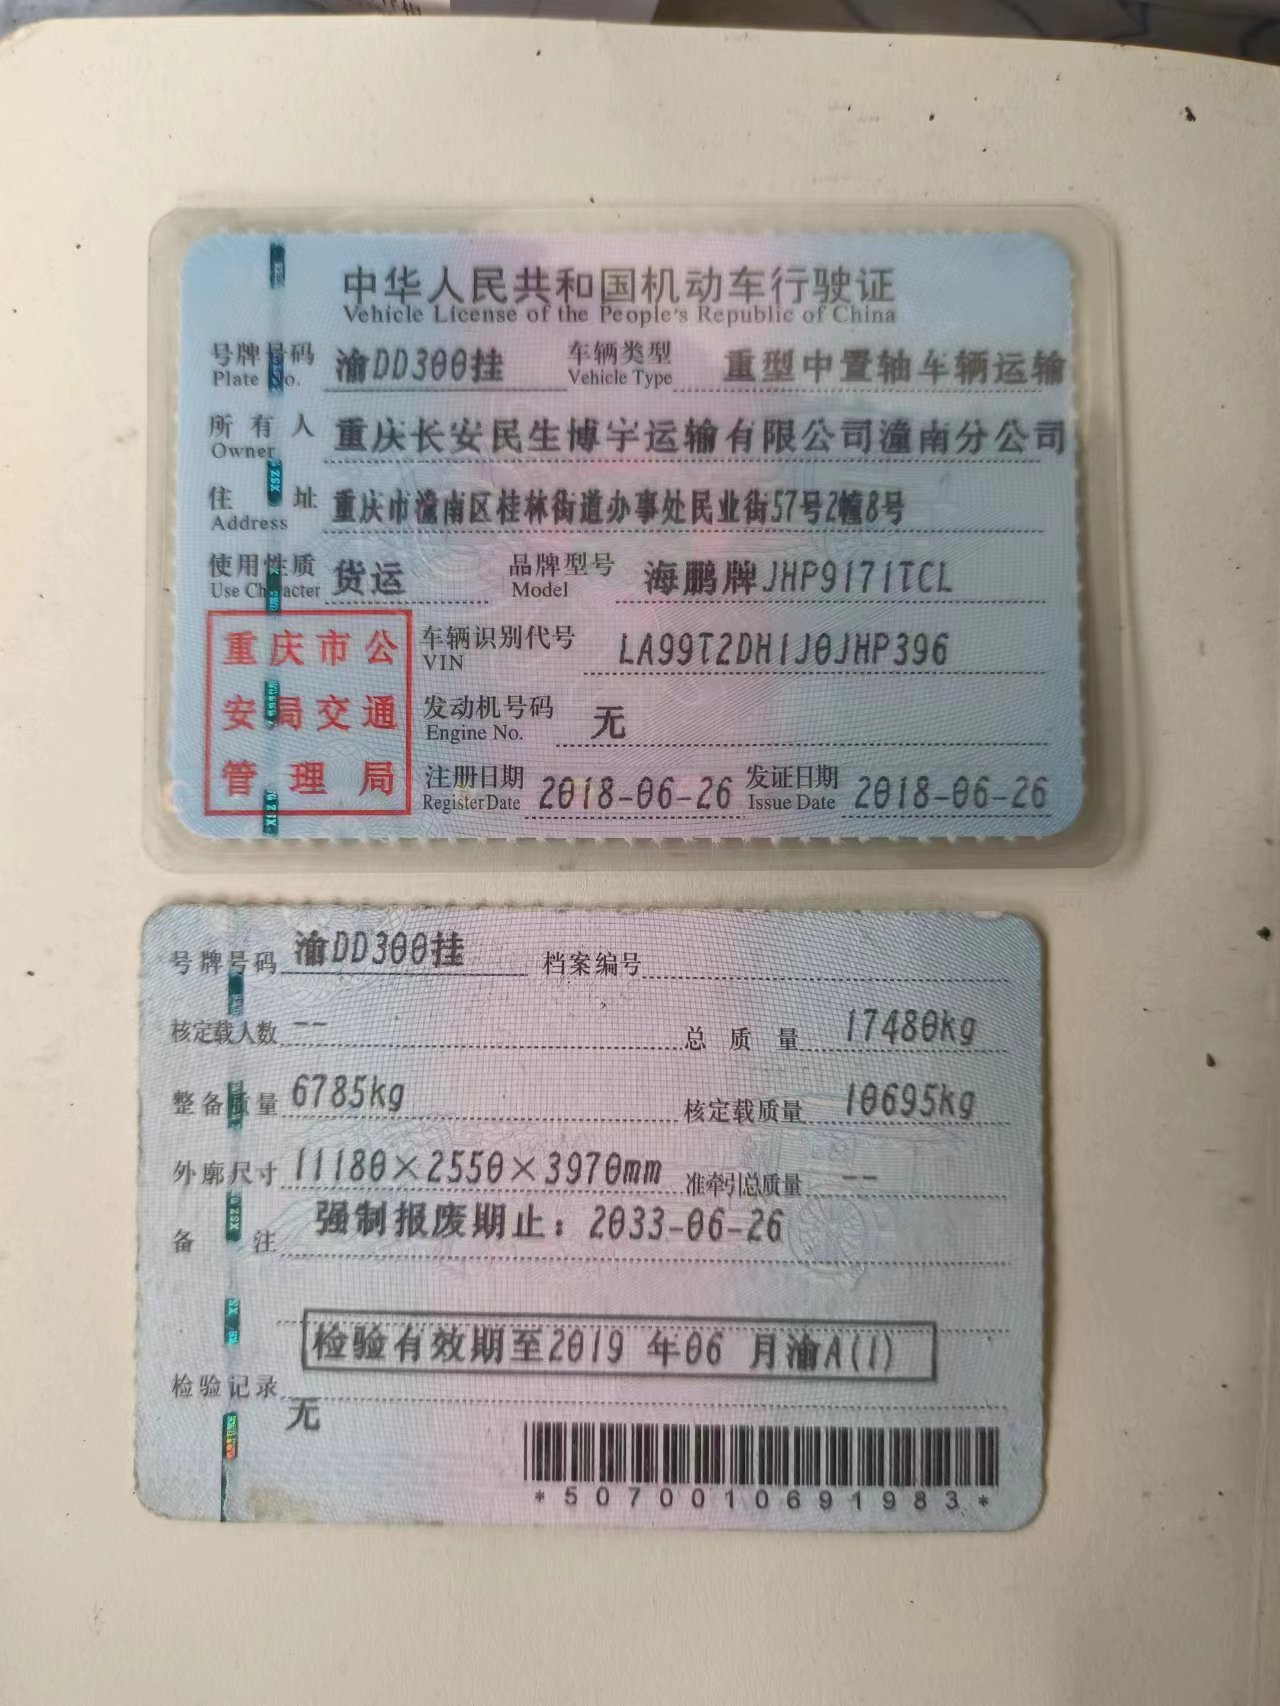 中华人民共和国机动车行驶证
Vehicle License of the People's Republic of China
号牌号码 渝DD300挂 车辆类型 重型中置轴车辆运输
Plate No. Vehicle Type
所有人 重庆长安民生博宇运输有限公司潼南分公司
Owner
住址 重庆市潼南区桂林街道办事处民业街57号2幢8号
Address
使用性质 货运 品牌型号 海鹏牌JHP9171TCL
Use Character Model
重庆市公
安局交通
管理局
车辆识别代号 LA99T2DH1J0JHP396
VIN
发动机号码 无
Engine No.
注册日期 2018-06-26 发证日期 2018-06-26
Register Date Issue Date
号牌号码 渝DD300挂 档案编号
核定载人数 -- 总质量 17480kg
整备质量 6785kg 核定载质量 10695kg
外廓尺寸 11180×2550×3970mm 准牵引总质量 --
备注 强制报废期止：2033-06-26
检验有效期至2019 年06 月渝A(1)
检验记录
无
*5070010691983*